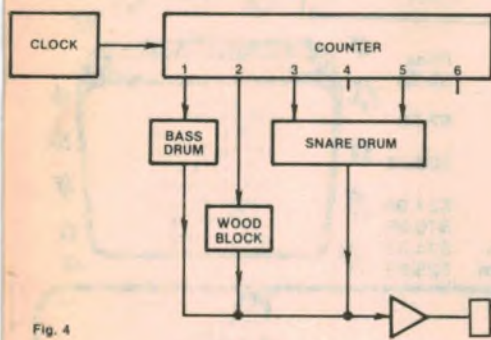 CLOCK
COUNTER
1 2 3 4 5 6
BASS
DRUM
SNARE DRUM
WOOD
BLOCK
Fig. 4